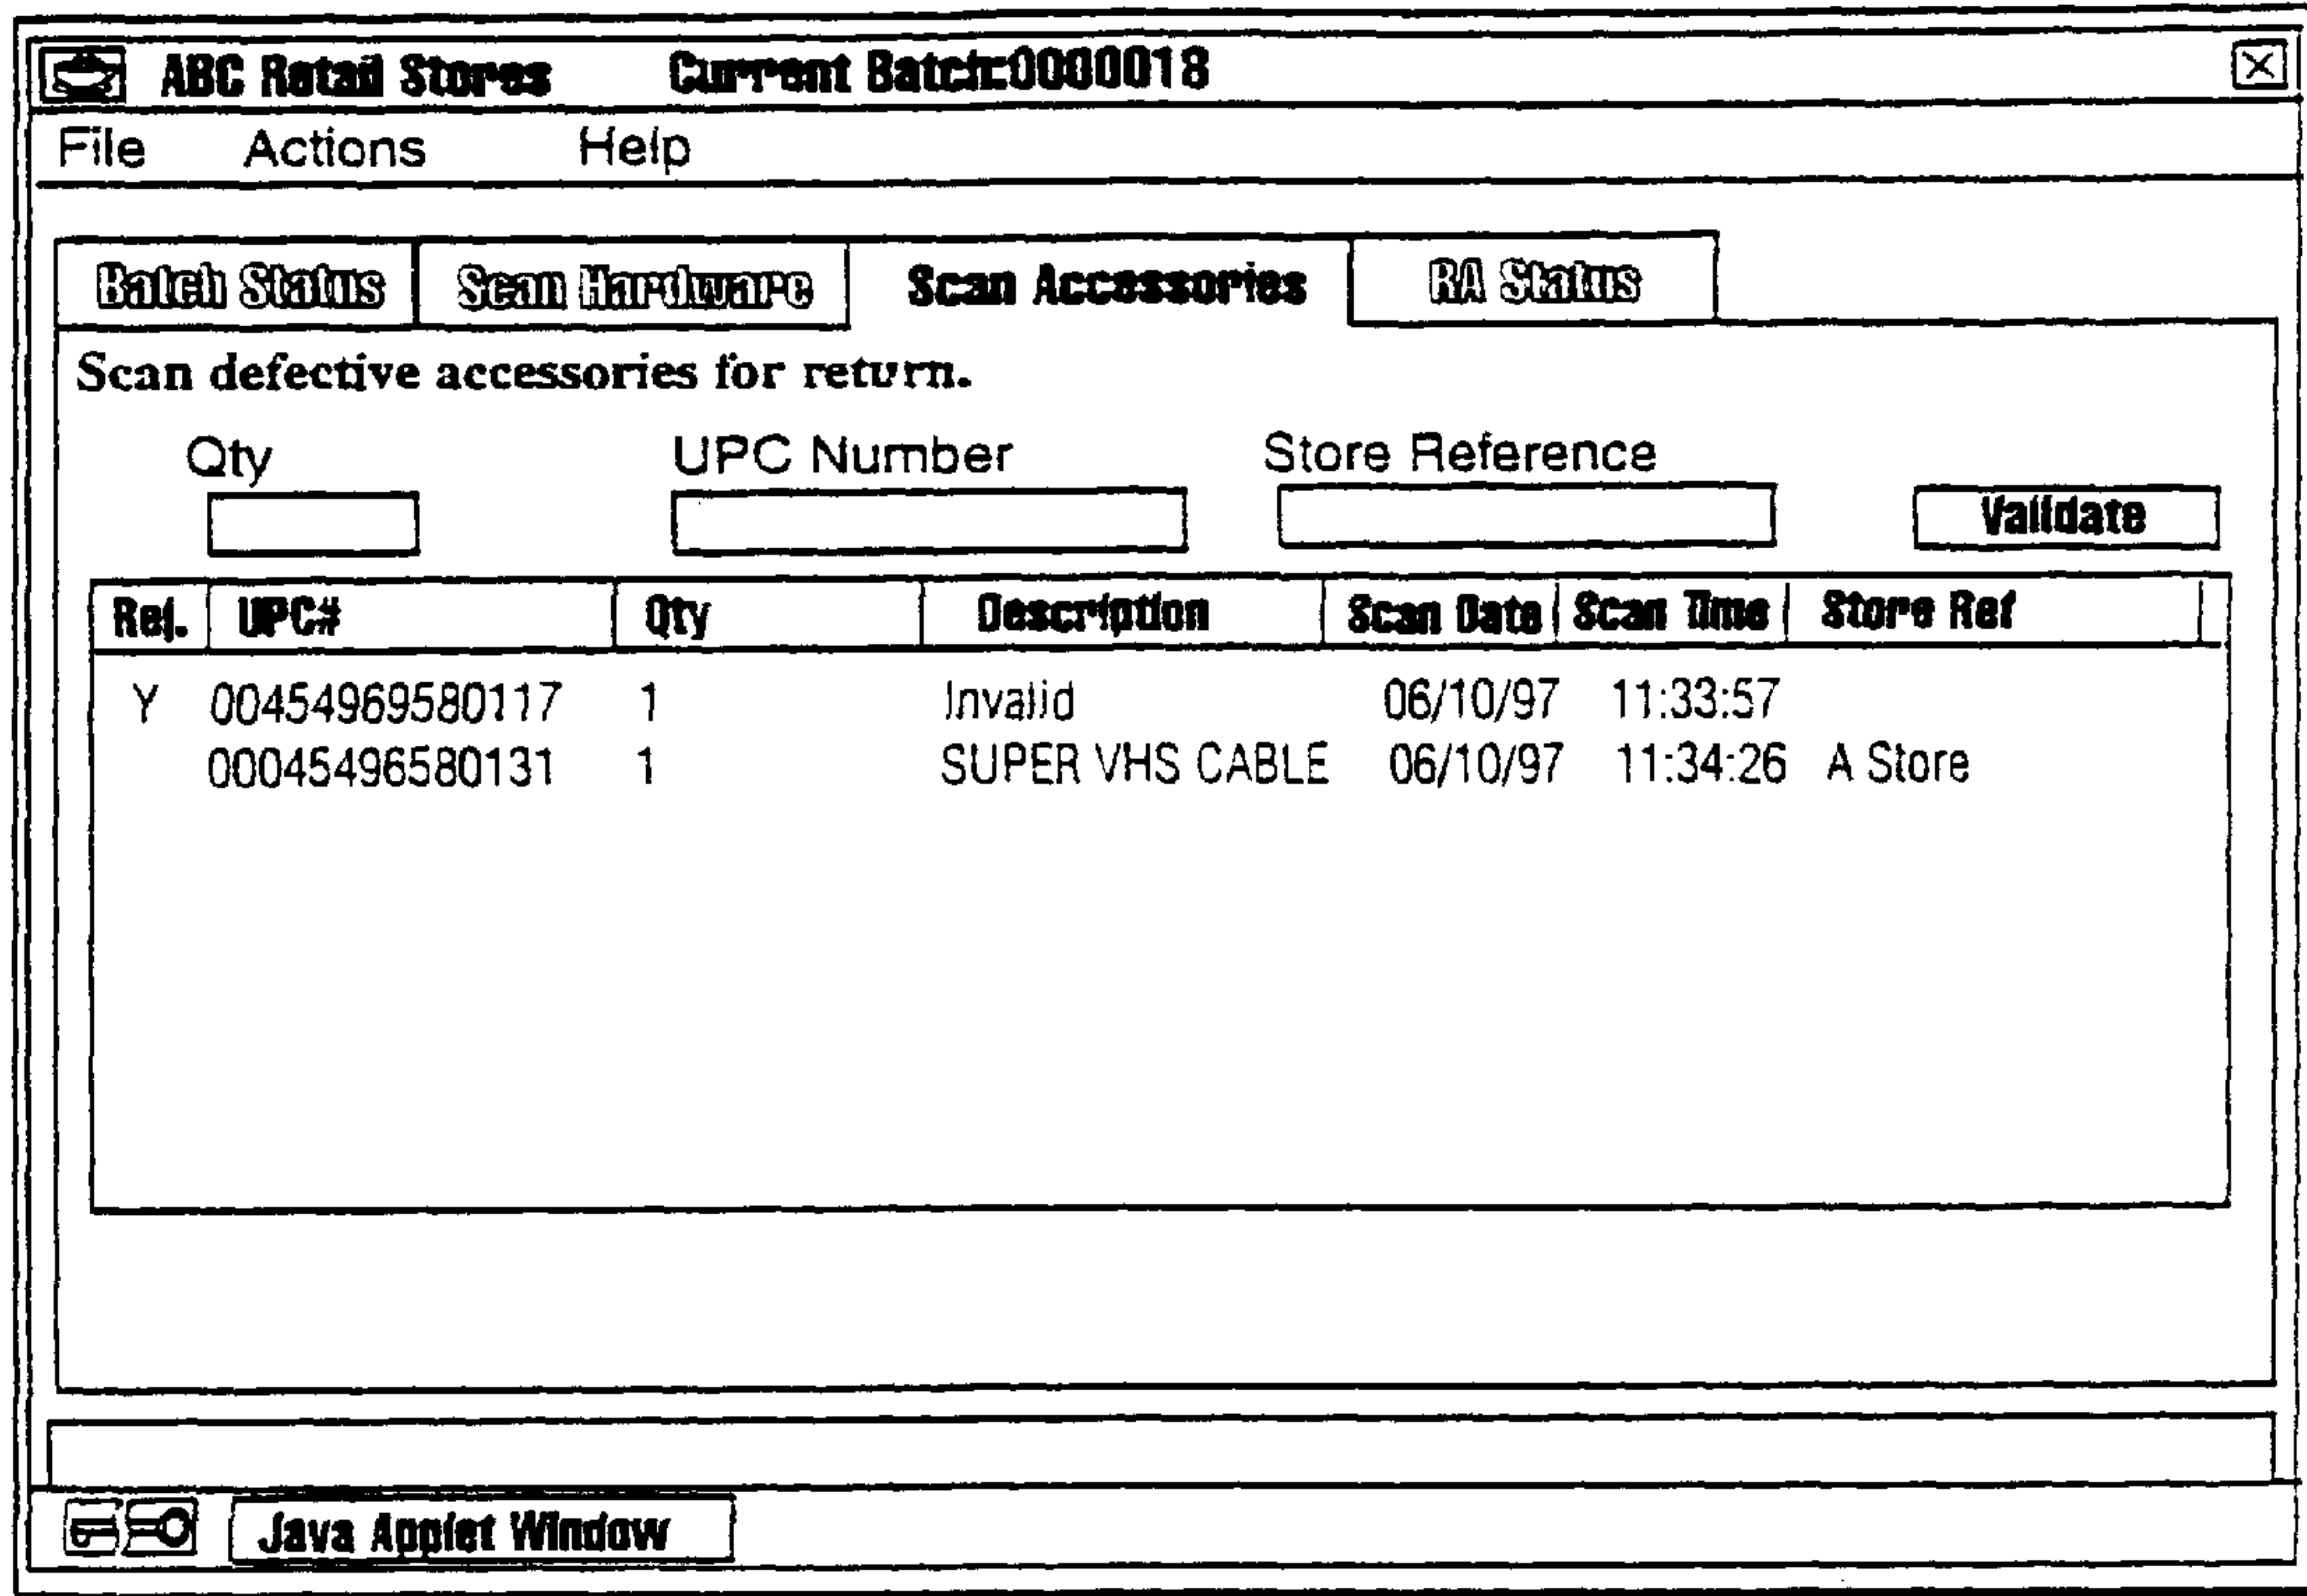 ABC Retail Stores Current Batch:0000018
File Actions Help
Batch Status Scan Hardware Scan Accessories RA Status
Scan defective accessories for return.
Qty UPC Number Store Reference
Validate
Rej. UPC# Qty Description Scan Date Scan Time Store Ref
Y 00454969580117 1 Invalid 06/10/97 11:33:57
00045496580131 1 SUPER VHS CABLE 06/10/97 11:34:26 A Store
Java Applet Window